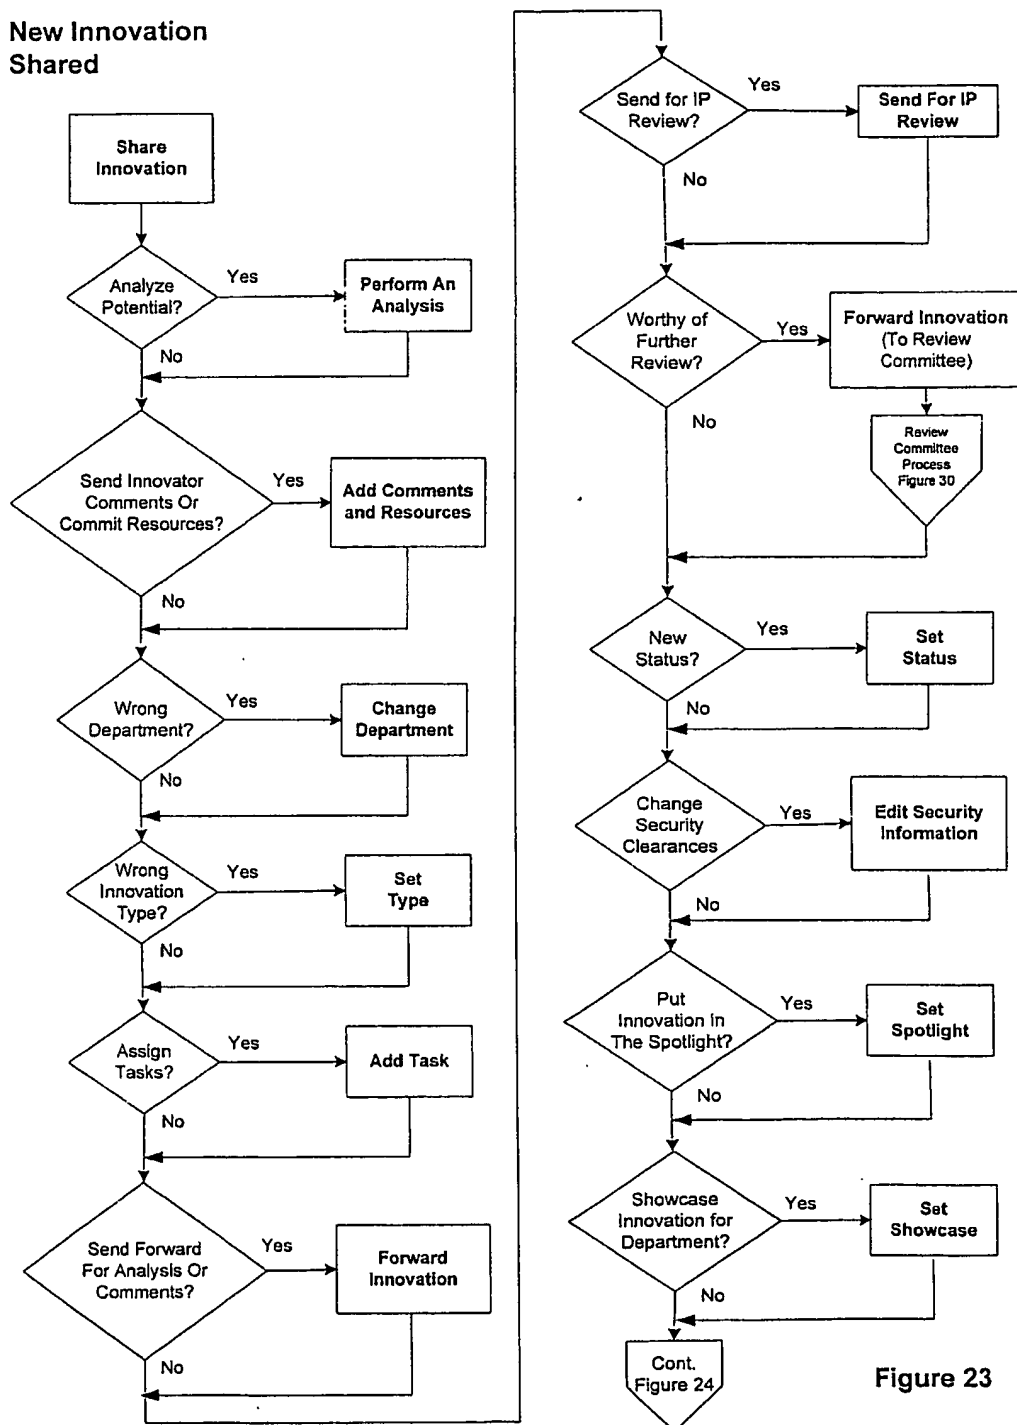 New Innovation
Shared
Share
Innovation
Analyze
Potential?
Yes
Perform An
Analysis
No
Send Innovator
Comments Or
Commit Resources?
Yes
Add Comments
and Resources
No
Wrong
Department?
Yes
Change
Department
No
Wrong
Innovation
Type?
Yes
Set
Type
No
Assign
Tasks?
Yes
Add Task
No
Send Forward
For Analysis Or
Comments?
Yes
Forward
Innovation
No
Send for IP
Review?
Yes
Send For IP
Review
No
Worthy of
Further
Review?
Yes
Forward Innovation
(To Review
Committee)
No
Review
Committee
Process
Figure 30
New
Status?
Yes
Set
Status
No
Change
Security
Clearances
Yes
Edit Security
Information
No
Put
Innovation in
The Spotlight?
Yes
Set
Spotlight
No
Showcase
Innovation for
Department?
Yes
Set
Showcase
No
Cont.
Figure 24
Figure 23